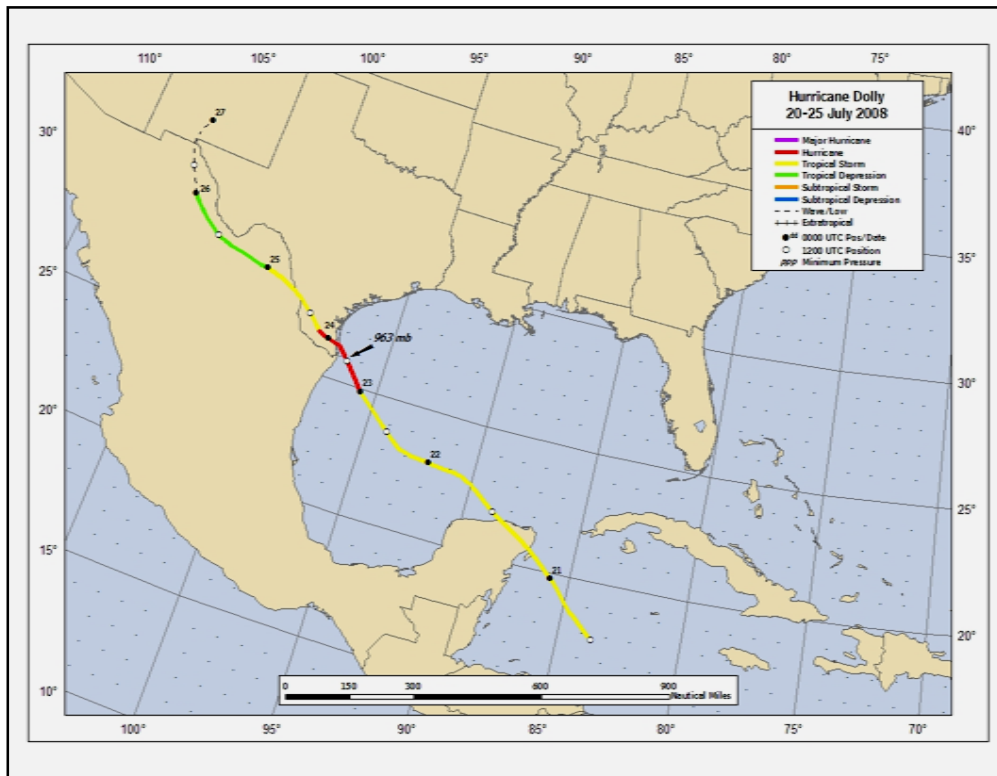 110°
105°
100°
95°
90°
85°
80°
75°
Hurricane Dolly
20-25 July 2008
Major Hurricane
Hurricane
Tropical Storm
Tropical Depression
Subtropical Storm
Subtropical Depression
Wave/Low
Extratropical
dd 0000 UTC Pos/Date
1200 UTC Position
PPP Minimum Pressure
27
30°
40°
26
25
35°
25°
24
963 mb
23
30°
20°
22
25°
15°
21
20°
10°
0 150 300 600 900
Nautical Miles
100°
95°
90°
85°
80°
75°
70°